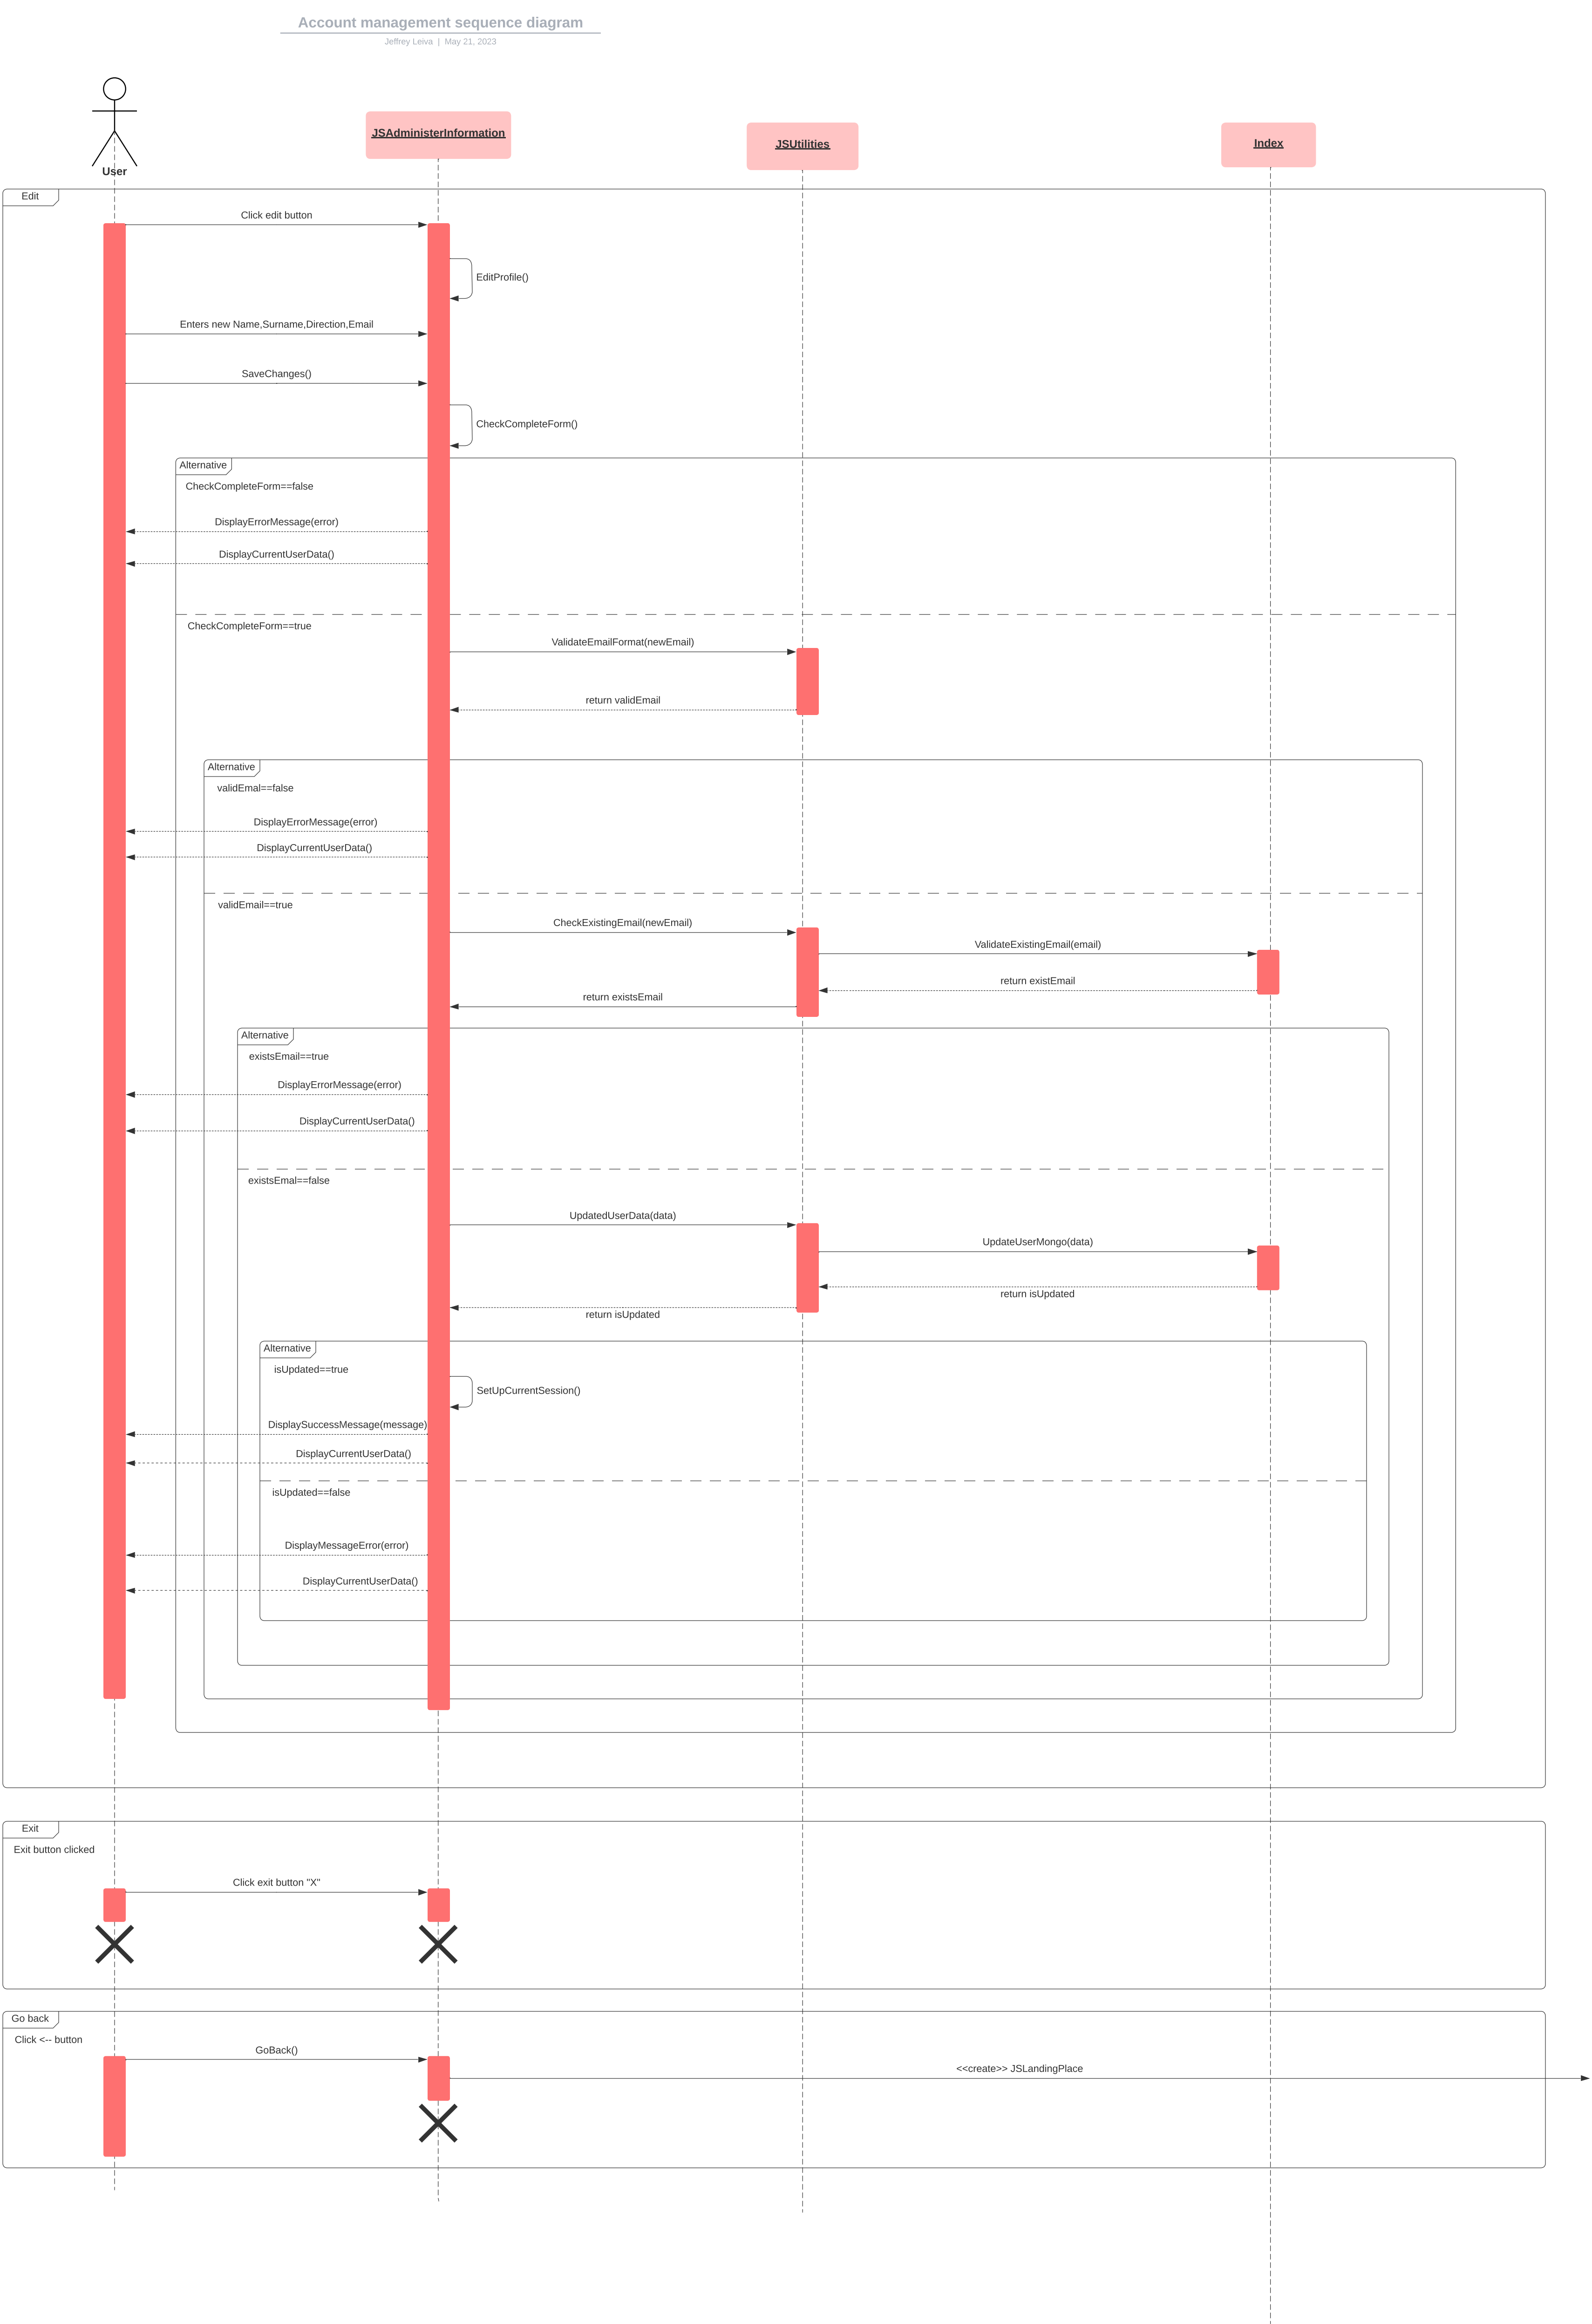 Account management sequence diagram
Jeffrey Leiva | May 21, 2023
User
JSAdministerInformation
JSUtilities
Index
Edit
Click edit button
EditProfile()
Enters new Name,Surname,Direction,Email
SaveChanges()
CheckCompleteForm()
Alternative
CheckCompleteForm==false
DisplayErrorMessage(error)
DisplayCurrentUserData()
CheckCompleteForm==true
ValidateEmailFormat(newEmail)
return validEmail
Alternative
validEmal==false
DisplayErrorMessage(error)
DisplayCurrentUserData()
validEmail==true
CheckExistingEmail(newEmail)
ValidateExistingEmail(email)
return existEmail
return existsEmail
Alternative
existsEmail==true
DisplayErrorMessage(error)
DisplayCurrentUserData()
existsEmal==false
UpdatedUserData(data)
UpdateUserMongo(data)
return isUpdated
return isUpdated
Alternative
isUpdated==true
SetUpCurrentSession()
DisplaySuccessMessage(message)
DisplayCurrentUserData()
isUpdated==false
DisplayMessageError(error)
DisplayCurrentUserData()
Exit
Exit button clicked
Click exit button "X"
Go back
Click <-- button
GoBack()
<<create>> JSLandingPlace